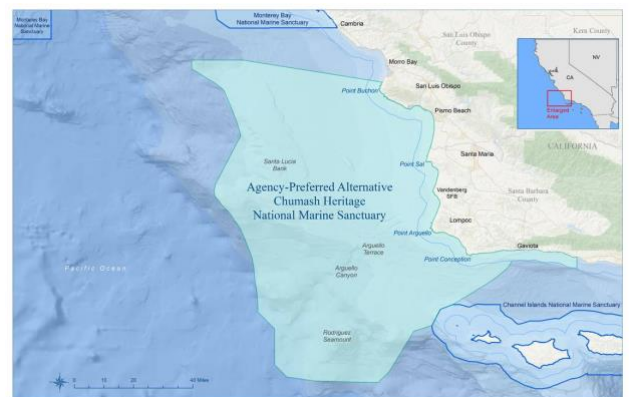 Monterey Bay
National Marine
Sanctuary
Monterey Bay
National Marine Sanctuary
Cambria
San Luis Obispo
County
Kern County
NV
CA
Enlarged
Area
CALIFORNIA
Morro Bay
San Luis Obispo
Point Buchon
Pismo Beach
Santa Lucia
Bank
Point Sal
Santa Maria
Agency-Preferred Alternative
Chumash Heritage
National Marine Sanctuary
Vandenberg
SFB
Santa Barbara
County
Lompoc
Point Arguello
Arguello
Terrace
Gaviota
Point Conception
Pacific Ocean
Arguello
Canyon
Channel Islands National Marine Sanctuary
Rodriguez
Seamount
0 10 20 40 Miles